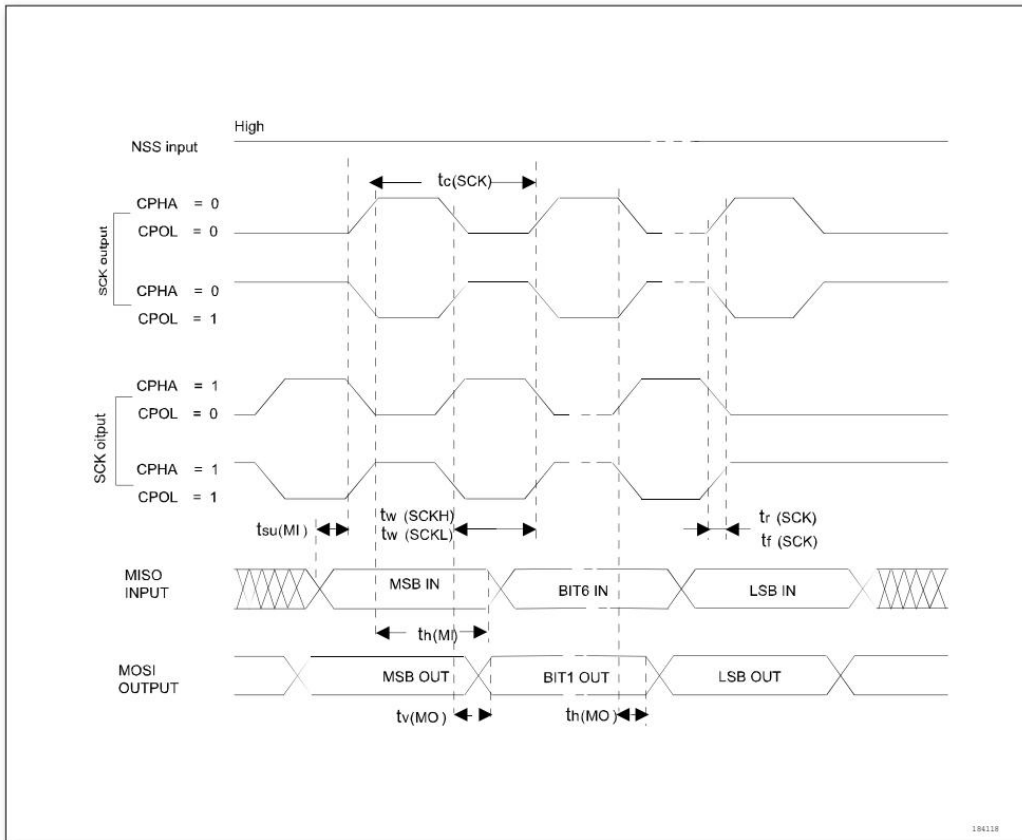 High
NSS input
tc(SCK)
CPHA = 0
CPOL = 0
SCK output
CPHA = 0
CPOL = 1
CPHA = 1
CPOL = 0
SCK oitput
CPHA = 1
CPOL = 1
tsu(MI)
tw (SCKH)
tw (SCKL)
tr (SCK)
tf (SCK)
MISO
INPUT
MSB IN
BIT6 IN
LSB IN
th(MI)
MOSI
OUTPUT
MSB OUT
BIT1 OUT
LSB OUT
tv(MO )
th(MO )
184118